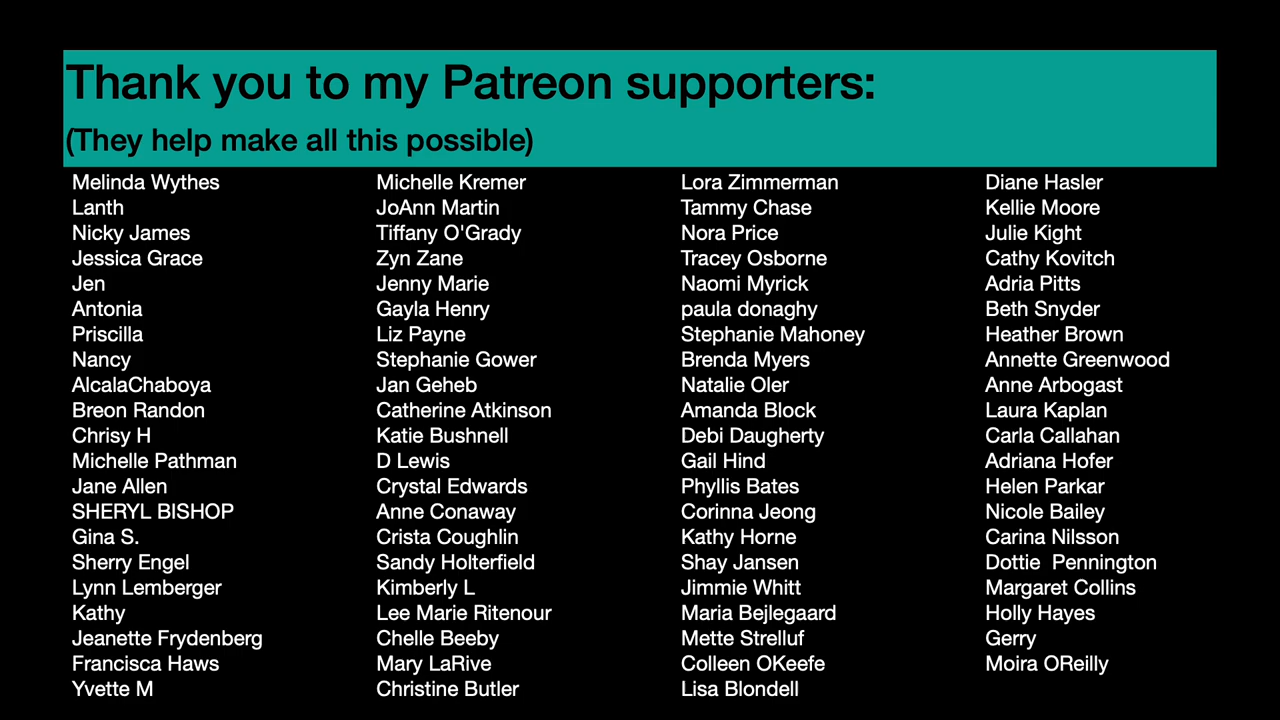 Thank you to my Patreon supporters:
(They help make all this possible)
Melinda Wythes
Lanth
Nicky James
Jessica Grace
Jen
Antonia
Priscilla
Nancy
AlcalaChaboya
Breon Randon
Chrisy H
Michelle Pathman
Jane Allen
SHERYL BISHOP
Gina S.
Sherry Engel
Lynn Lemberger
Kathy
Jeanette Frydenberg
Francisca Haws
Yvette M
Michelle Kremer
JoAnn Martin
Tiffany O'Grady
Zyn Zane
Jenny Marie
Gayla Henry
Liz Payne
Stephanie Gower
Jan Geheb
Catherine Atkinson
Katie Bushnell
D Lewis
Crystal Edwards
Anne Conaway
Crista Coughlin
Sandy Holterfield
Kimberly L
Lee Marie Ritenour
Chelle Beeby
Mary LaRive
Christine Butler
Lora Zimmerman
Tammy Chase
Nora Price
Tracey Osborne
Naomi Myrick
paula donaghy
Stephanie Mahoney
Brenda Myers
Natalie Oler
Amanda Block
Debi Daugherty
Gail Hind
Phyllis Bates
Corinna Jeong
Kathy Horne
Shay Jansen
Jimmie Whitt
Maria Bejlegaard
Mette Strelluf
Colleen OKeefe
Lisa Blondell
Diane Hasler
Kellie Moore
Julie Kight
Cathy Kovitch
Adria Pitts
Beth Snyder
Heather Brown
Annette Greenwood
Anne Arbogast
Laura Kaplan
Carla Callahan
Adriana Hofer
Helen Parkar
Nicole Bailey
Carina Nilsson
Dottie  Pennington
Margaret Collins
Holly Hayes
Gerry
Moira OReilly